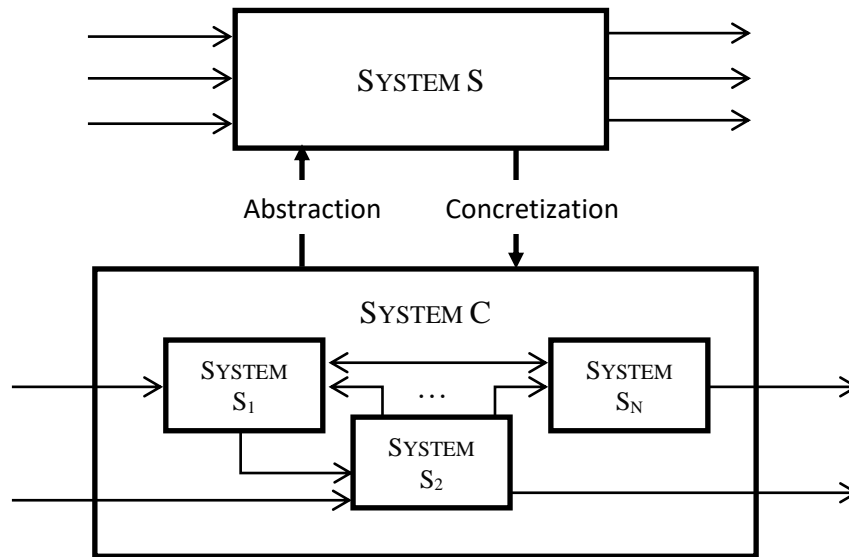 SYSTEM S
Abstraction
Concretization
SYSTEM C
SYSTEM
S1
SYSTEM
SN
…
SYSTEM
S2